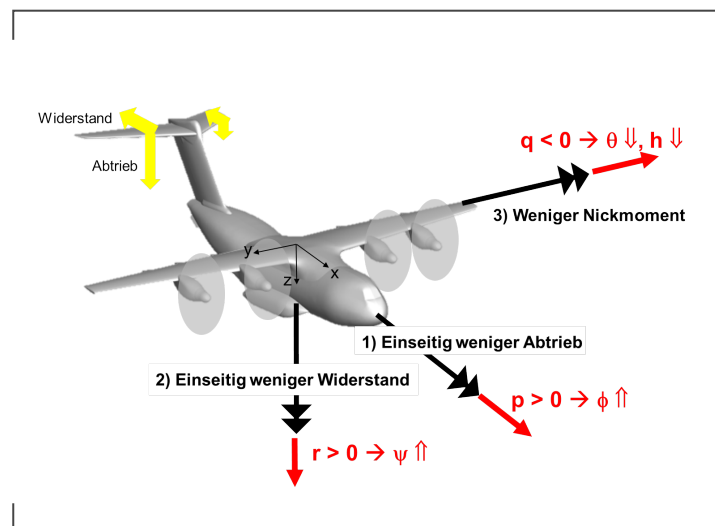 Widerstand
Abtrieb
q < 0 → θ ⇓, h ⇓
3) Weniger Nickmoment
y
x
z
1) Einseitig weniger Abtrieb
2) Einseitig weniger Widerstand
p > 0 → ϕ ⇑
r > 0 → ψ ⇑